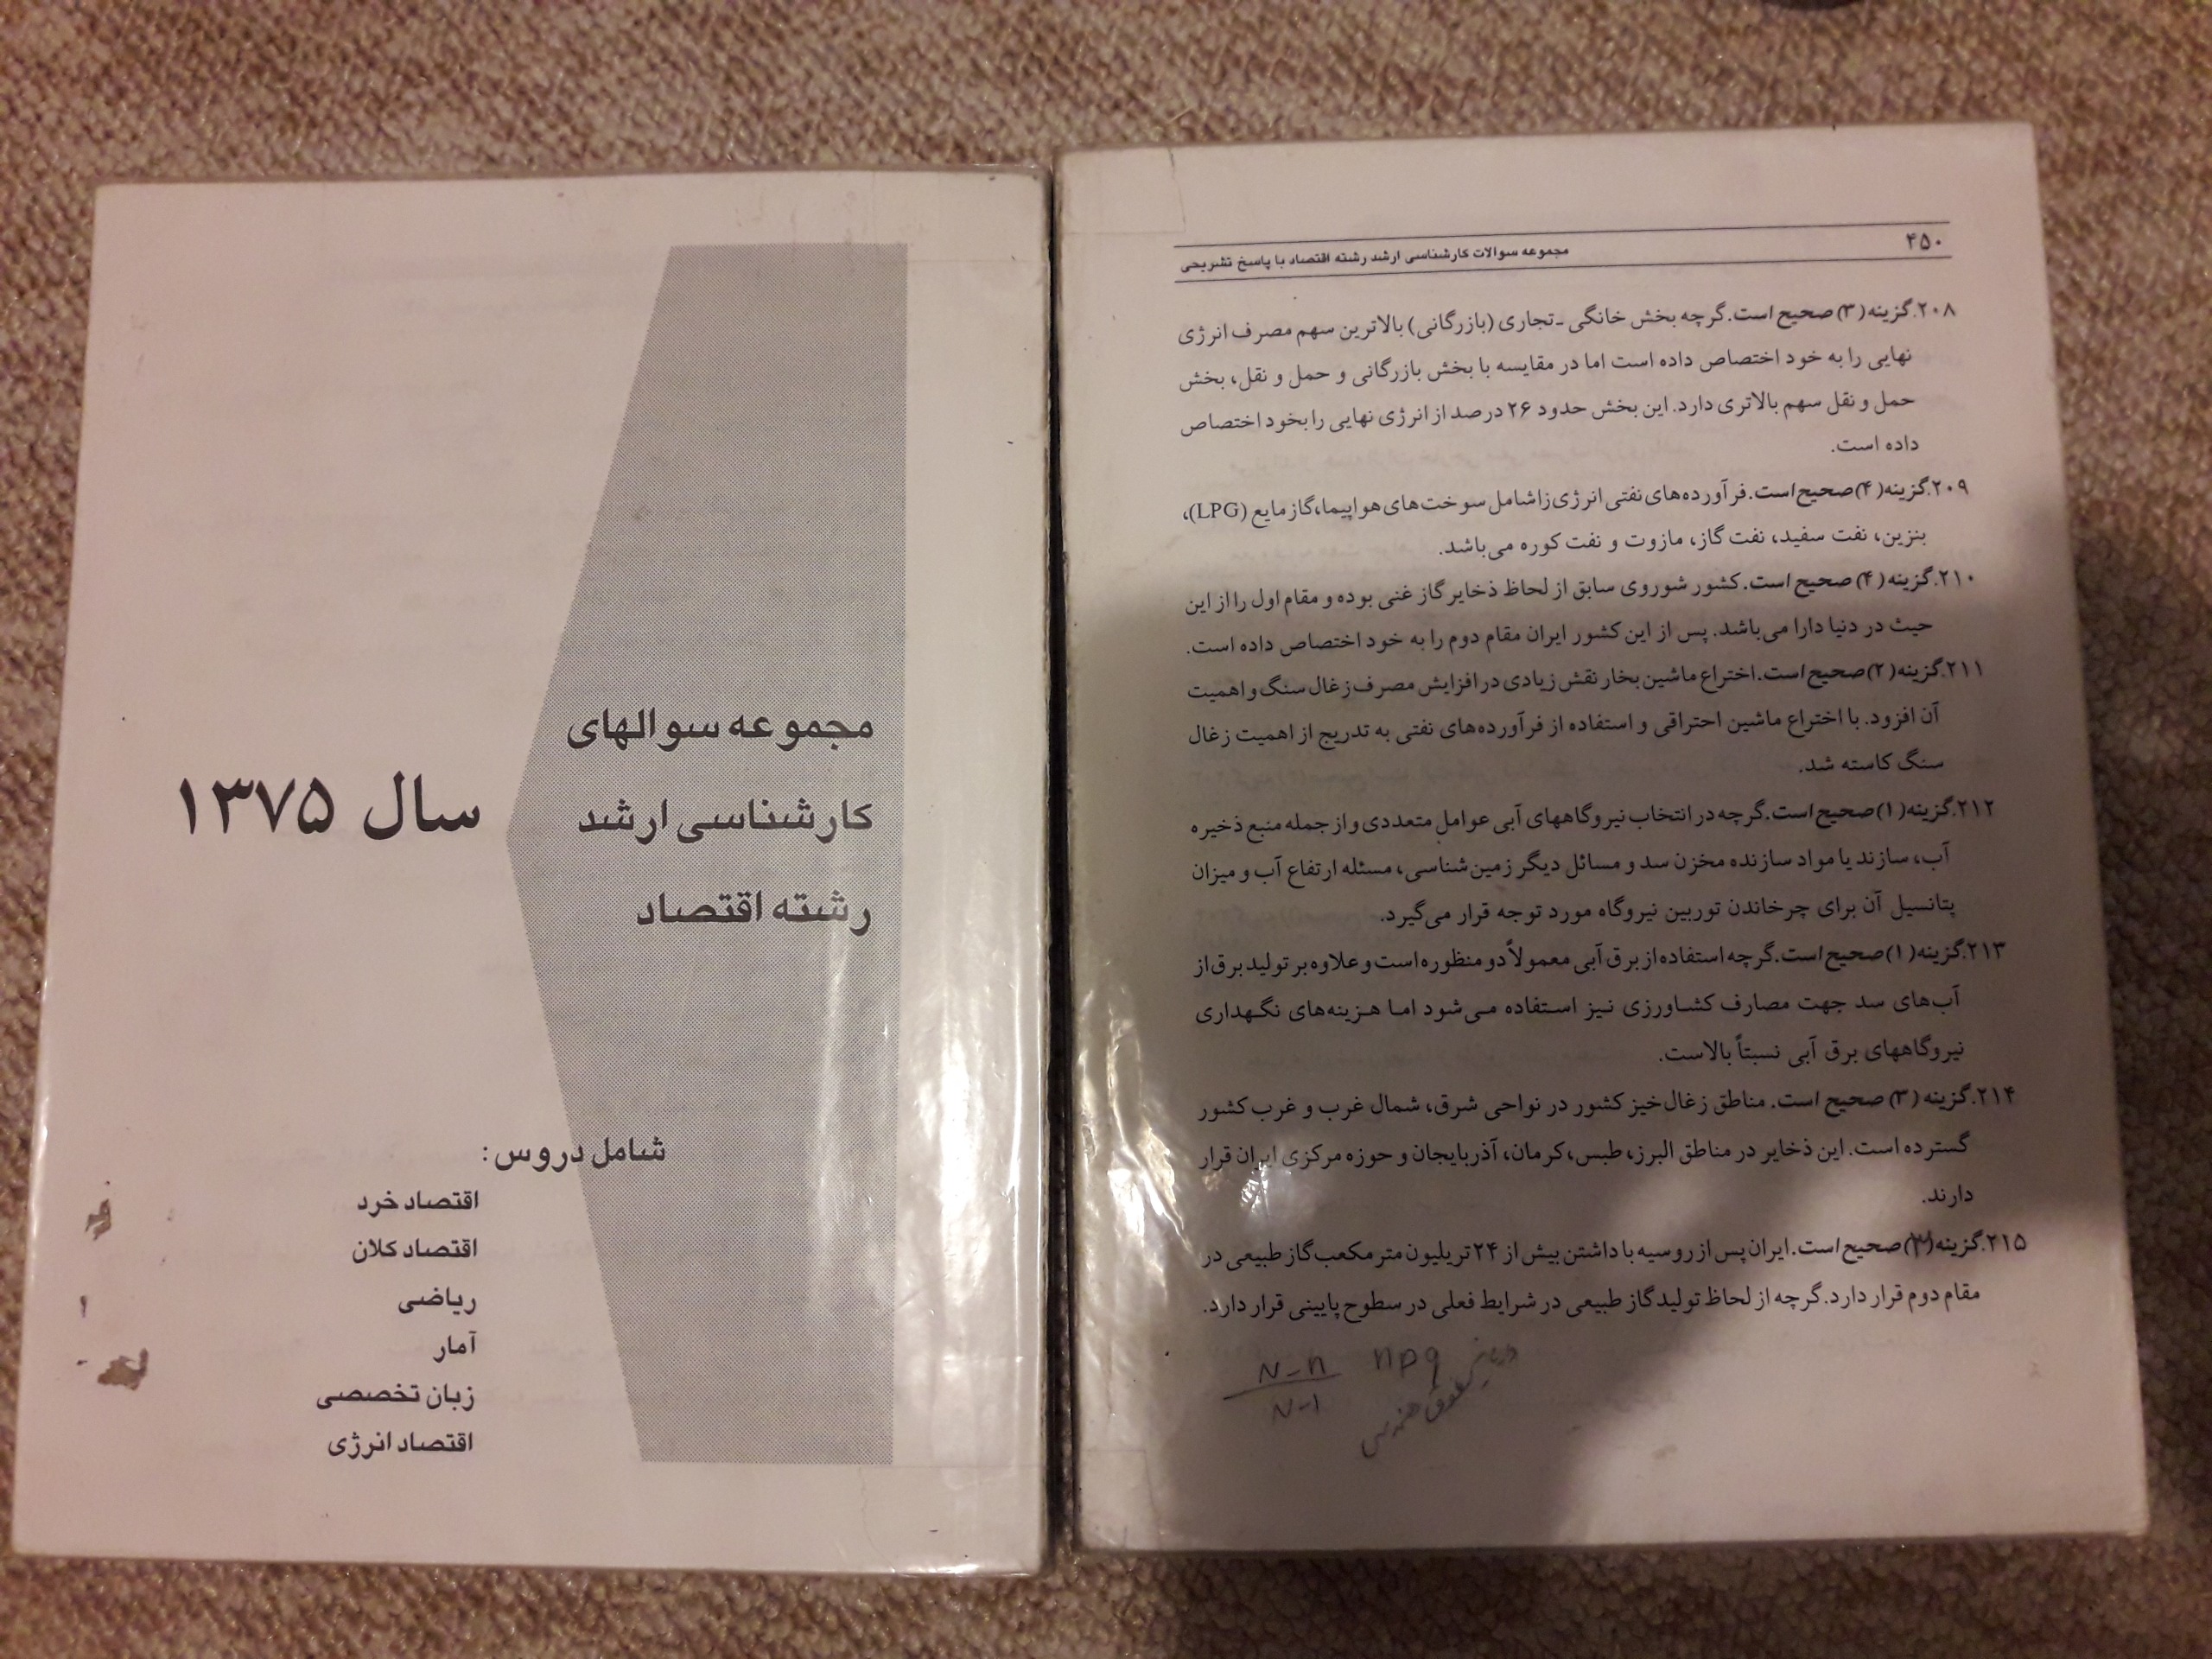 مجموعه سوالهای
کارشناسی ارشد
رشته اقتصاد
سال ۱۳۷۵
شامل دروس:
اقتصاد خرد
اقتصاد کلان
ریاضی
آمار
زبان تخصصی
اقتصاد انرژی
۴۵۰
مجموعه سوالات کارشناسی ارشد رشته اقتصاد با پاسخ تشریحی
۲۰۸.گزینه (۳) صحیح است. گرچه بخش خانگی - تجاری (بازرگانی) بالاترین سهم مصرف انرژی
نهایی را به خود اختصاص داده است اما در مقایسه با بخش بازرگانی و حمل و نقل، بخش
حمل و نقل سهم بالاتری دارد. این بخش حدود ۲۶ درصد از انرژی نهایی را بخود اختصاص
داده است.
۲۰۹.گزینه (۴) صحیح است. فرآورده‌های نفتی انرژی‌زا شامل سوخت‌های هواپیما، گاز مایع (LPG)،
بنزین، نفت سفید، نفت گاز، مازوت و نفت کوره می‌باشد.
۲۱۰.گزینه (۴) صحیح است. کشور شوروی سابق از لحاظ ذخایر گاز غنی بوده و مقام اول را از این
حیث در دنیا دارا می‌باشد. پس از این کشور ایران مقام دوم را به خود اختصاص داده است.
۲۱۱.گزینه (۲) صحیح است. اختراع ماشین بخار نقش زیادی در افزایش مصرف زغال سنگ و اهمیت
آن افزود. با اختراع ماشین احتراقی و استفاده از فرآورده‌های نفتی به تدریج از اهمیت زغال
سنگ کاسته شد.
۲۱۲.گزینه (۱) صحیح است. گرچه در انتخاب نیروگاههای آبی عوامل متعددی و از جمله منبع ذخیره
آب، سازند یا مواد سازنده مخزن سد و مسائل دیگر زمین‌شناسی، مسئله ارتفاع آب و میزان
پتانسیل آن برای چرخاندن توربین نیروگاه مورد توجه قرار می‌گیرد.
۲۱۳.گزینه (۱) صحیح است. گرچه استفاده از برق آبی معمولاً دو منظوره است و علاوه بر تولید برق از
آب‌های سد جهت مصارف کشاورزی نیز استفاده می‌شود اما هزینه‌های نگهداری
نیروگاههای برق آبی نسبتاً بالاست.
۲۱۴.گزینه (۳) صحیح است. مناطق زغال‌خیز کشور در نواحی شرق، شمال غرب و غرب کشور
گسترده است. این ذخایر در مناطق البرز، طبس، کرمان، آذربایجان و حوزه مرکزی ایران قرار
دارند.
۲۱۵.گزینه (۳) صحیح است. ایران پس از روسیه با داشتن بیش از ۲۴ تریلیون متر مکعب گاز طبیعی در
مقام دوم قرار دارد. گرچه از لحاظ تولید گاز طبیعی در شرایط فعلی در سطوح پایینی قرار دارد.
N-n npq
N-1
فوق هندسی